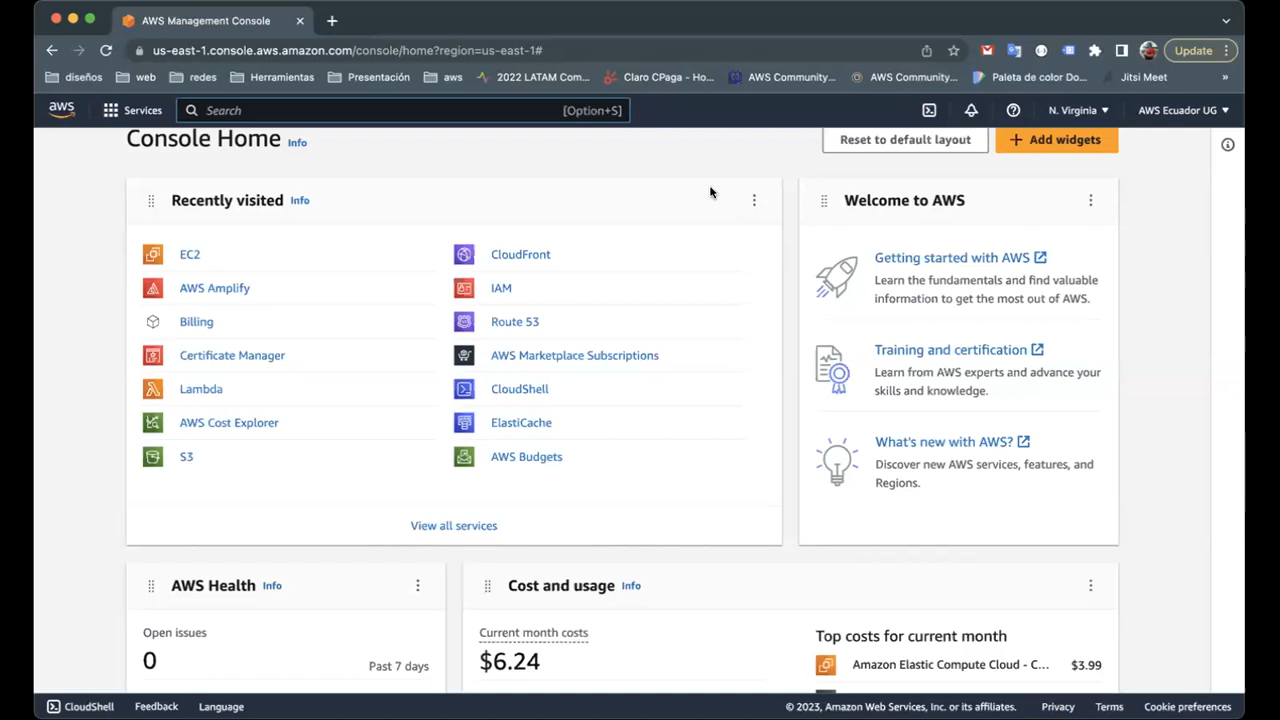 AWS Management Console
us-east-1.console.aws.amazon.com/console/home?region=us-east-1#
Update
diseños web redes Herramientas Presentación aws 2022 LATAM Com... Claro CPaga - Ho... AWS Community... AWS Community... Paleta de color Do... Jitsi Meet »
aws Services Search [Option+S] N. Virginia AWS Ecuador UG
Console Home Info
Reset to default layout
Add widgets
Recently visited Info
EC2
AWS Amplify
Billing
Certificate Manager
Lambda
AWS Cost Explorer
S3
CloudFront
IAM
Route 53
AWS Marketplace Subscriptions
CloudShell
ElastiCache
AWS Budgets
View all services
Welcome to AWS
Getting started with AWS
Learn the fundamentals and find valuable
information to get the most out of AWS.
Training and certification
Learn from AWS experts and advance your
skills and knowledge.
What's new with AWS?
Discover new AWS services, features, and
Regions.
AWS Health Info
Open issues
0
Past 7 days
Cost and usage Info
Current month costs
$6.24
Top costs for current month
Amazon Elastic Compute Cloud - C... $3.99
CloudShell Feedback Language © 2023, Amazon Web Services, Inc. or its affiliates. Privacy Terms Cookie preferences